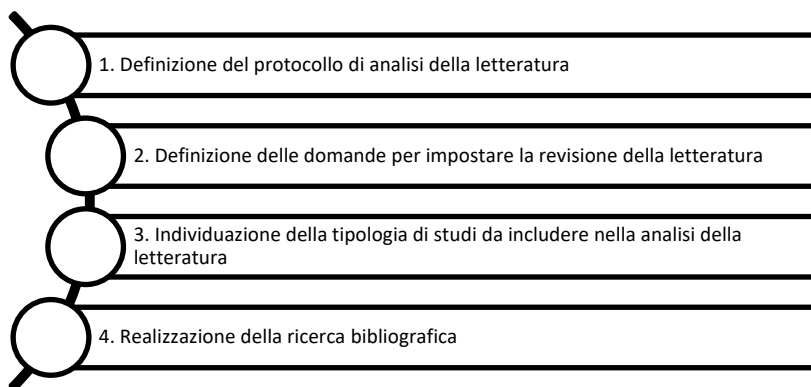 1. Definizione del protocollo di analisi della letteratura
2. Definizione delle domande per impostare la revisione della letteratura
3. Individuazione della tipologia di studi da includere nella analisi della
letteratura
4. Realizzazione della ricerca bibliografica